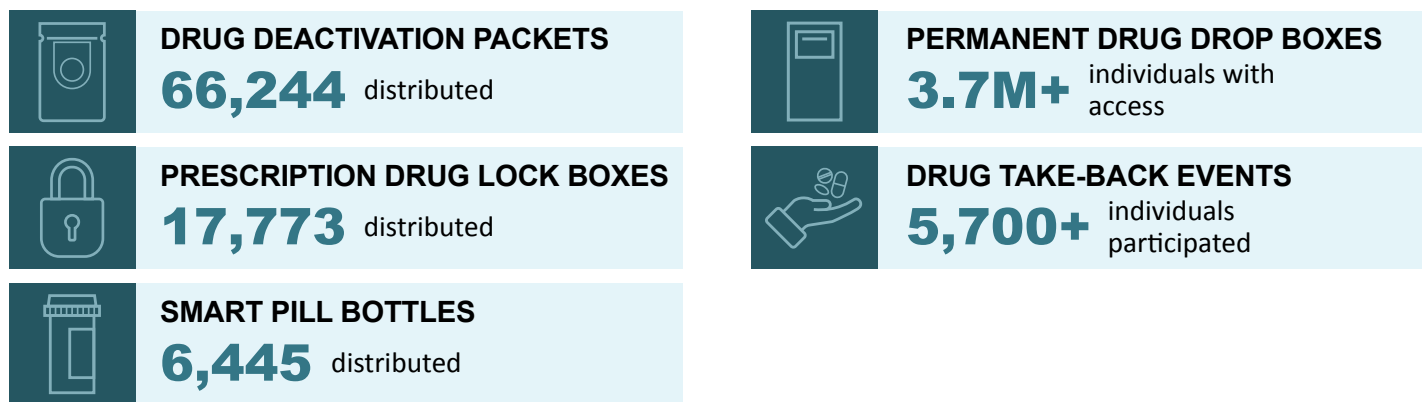 DRUG DEACTIVATION PACKETS
66,244 distributed
PRESCRIPTION DRUG LOCK BOXES
17,773 distributed
SMART PILL BOTTLES
6,445 distributed
PERMANENT DRUG DROP BOXES
3.7M+ individuals with
access
DRUG TAKE-BACK EVENTS
5,700+ individuals
participated